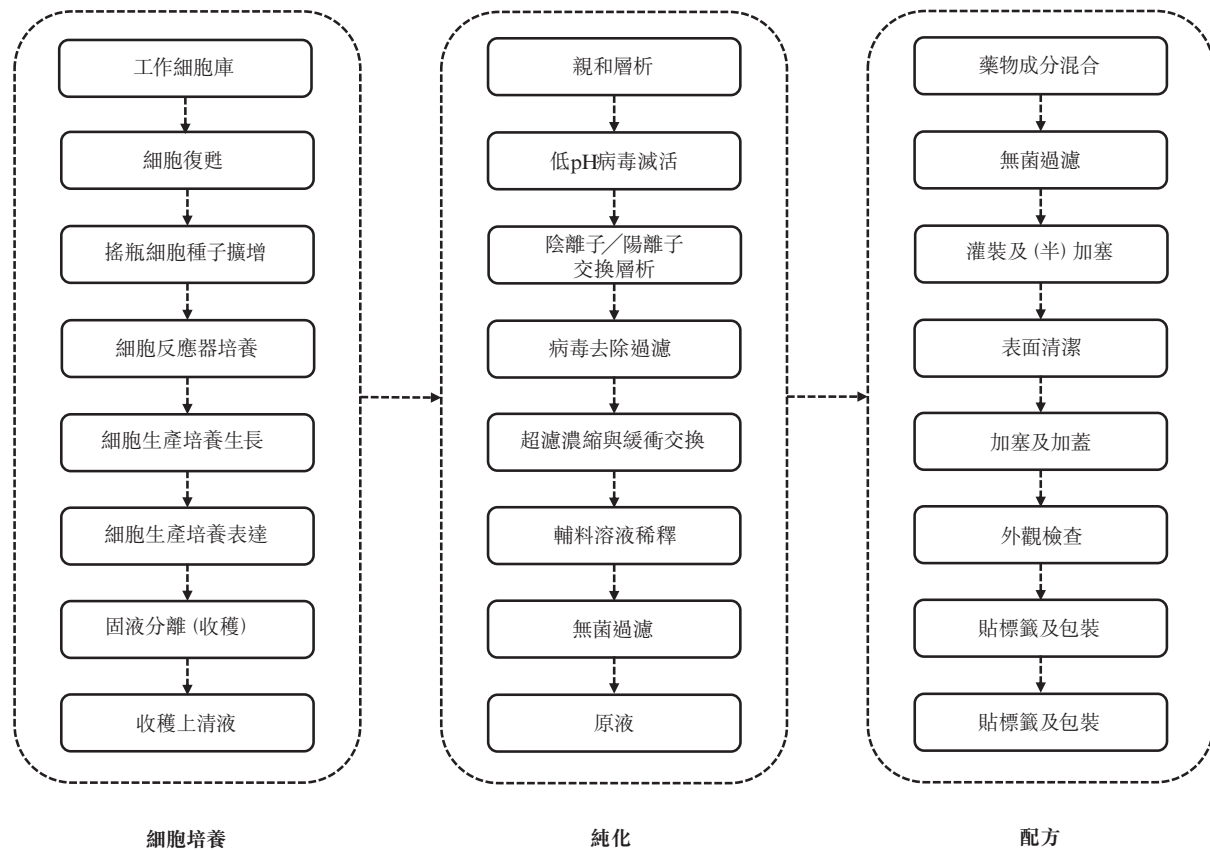 工作細胞庫
細胞復甦
搖瓶細胞種子擴增
細胞反應器培養
細胞生產培養生長
細胞生產培養表達
固液分離 (收穫)
收穫上清液
細胞培養
親和層析
低pH病毒滅活
陰離子╱陽離子
交換層析
病毒去除過濾
超濾濃縮與緩衝交換
輔料溶液稀釋
無菌過濾
原液
純化
藥物成分混合
無菌過濾
灌裝及 (半) 加塞
表面清潔
加塞及加蓋
外觀檢查
貼標籤及包裝
貼標籤及包裝
配方